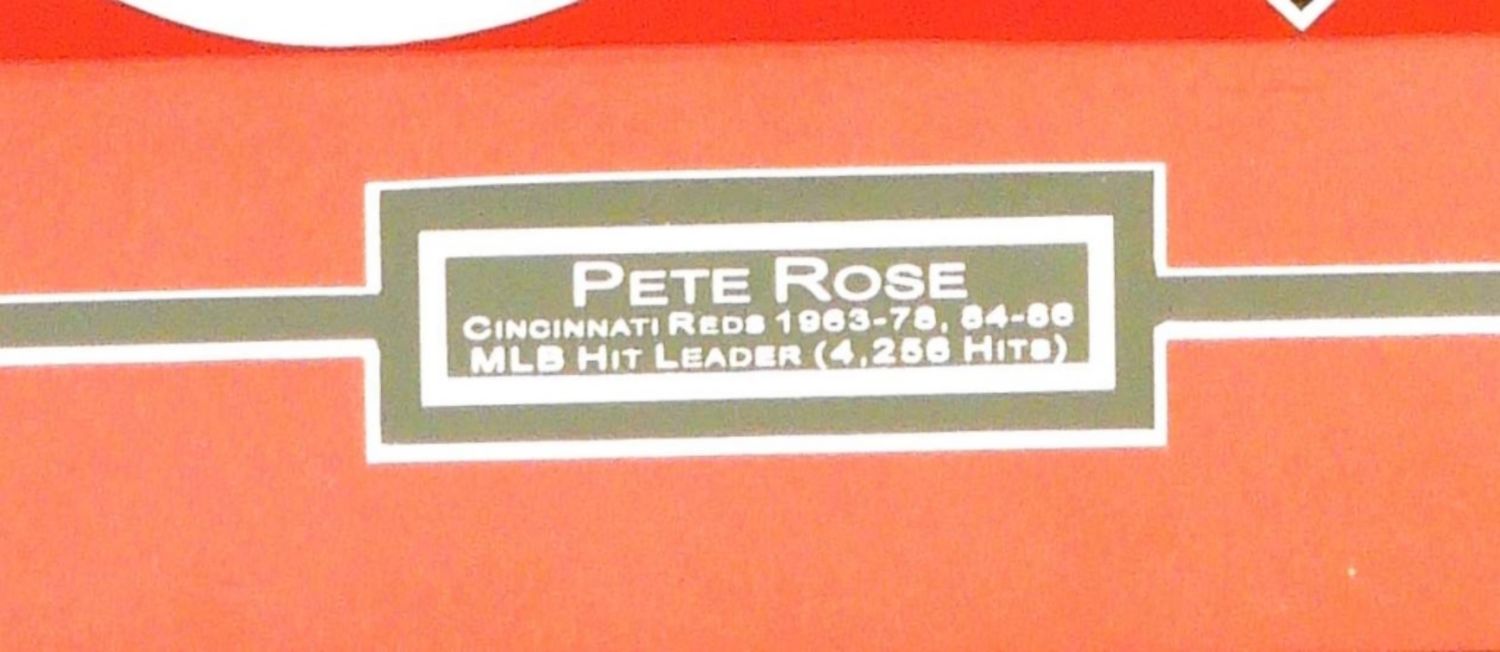 PETE ROSE
CINCINNATI REDS 1963-78, 84-86
MLB HIT LEADER (4,256 HITS)